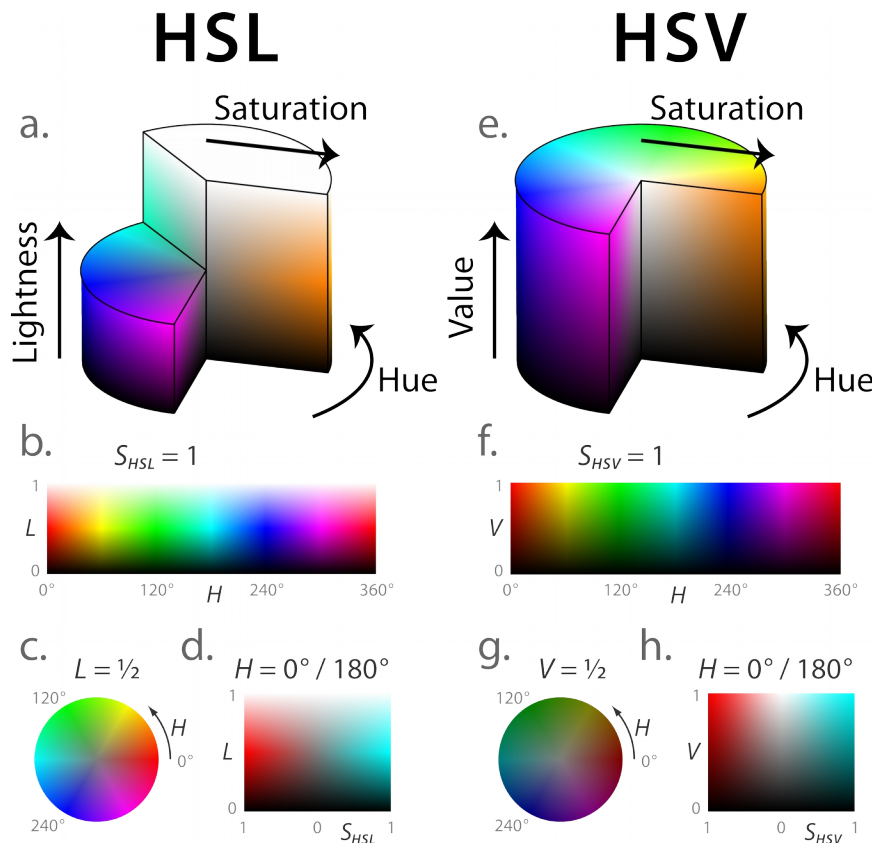 HSL
HSV
a.
Saturation
Lightness
Hue
e.
Saturation
Value
Hue
b.
S_HSL = 1
1
L
0
0°
120°
H
240°
360°
f.
S_HSV = 1
1
V
0
0°
120°
H
240°
360°
c.
L = ½
120°
H
0°
240°
d.
H = 0° / 180°
1
L
0
1
0
S_HSL
1
g.
V = ½
120°
H
0°
240°
h.
H = 0° / 180°
1
V
0
1
0
S_HSV
1